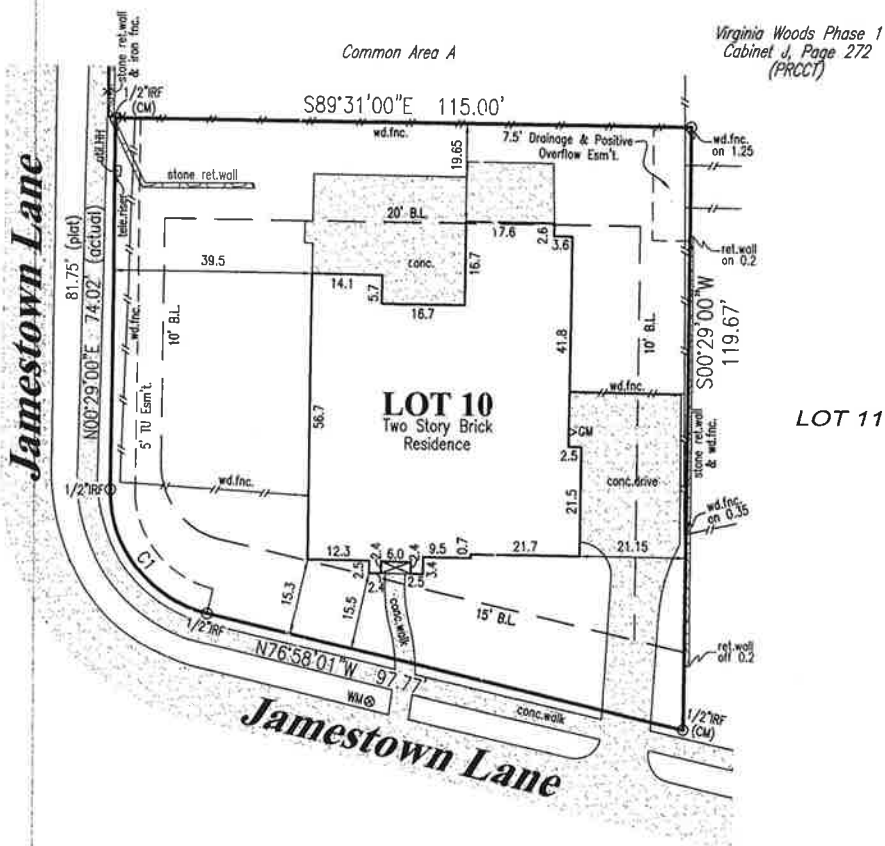 Virginia Woods Phase 1
Cabinet J, Page 272
(PRCCT)
Common Area A
stone ret.wall
& iron fnc.
1/2"IRF
(CM)
S89°31'00"E 115.00'
wd.fnc.
19.65
7.5' Drainage & Positive
Overflow Esm't.
wd.fnc.
on 1.25
stone ret.wall
tele.riser
20' B.L.
conc.
17.6
2.6
3.6
ret.wall
on 0.2
39.5
14.1
5.7
16.7
16.7
Jamestown Lane
81.75' (plat)
N00°29'00"E 74.02' (actual)
wd.fnc.
5' TU Esm't.
10' B.L.
56.7
41.8
10' B.L.
S00°29'00"W
119.67'
wd.fnc.
LOT 10
Two Story Brick
Residence
GM
2.5
LOT 11
stone ret.wall
& wd.fnc.
conc.drive
21.5
wd.fnc.
on 0.35
1/2"IRF
wd.fnc.
12.3
2.4
6.0
2.4
9.5
0.7
21.7
21.15
2.5
2.5
3.4
C1
15.3
15.5
conc.walk
15' B.L.
1/2"IRF
N76°58'01"W 97.77'
ret.wall
off 0.2
WM
conc.walk
1/2"IRF
(CM)
Jamestown Lane